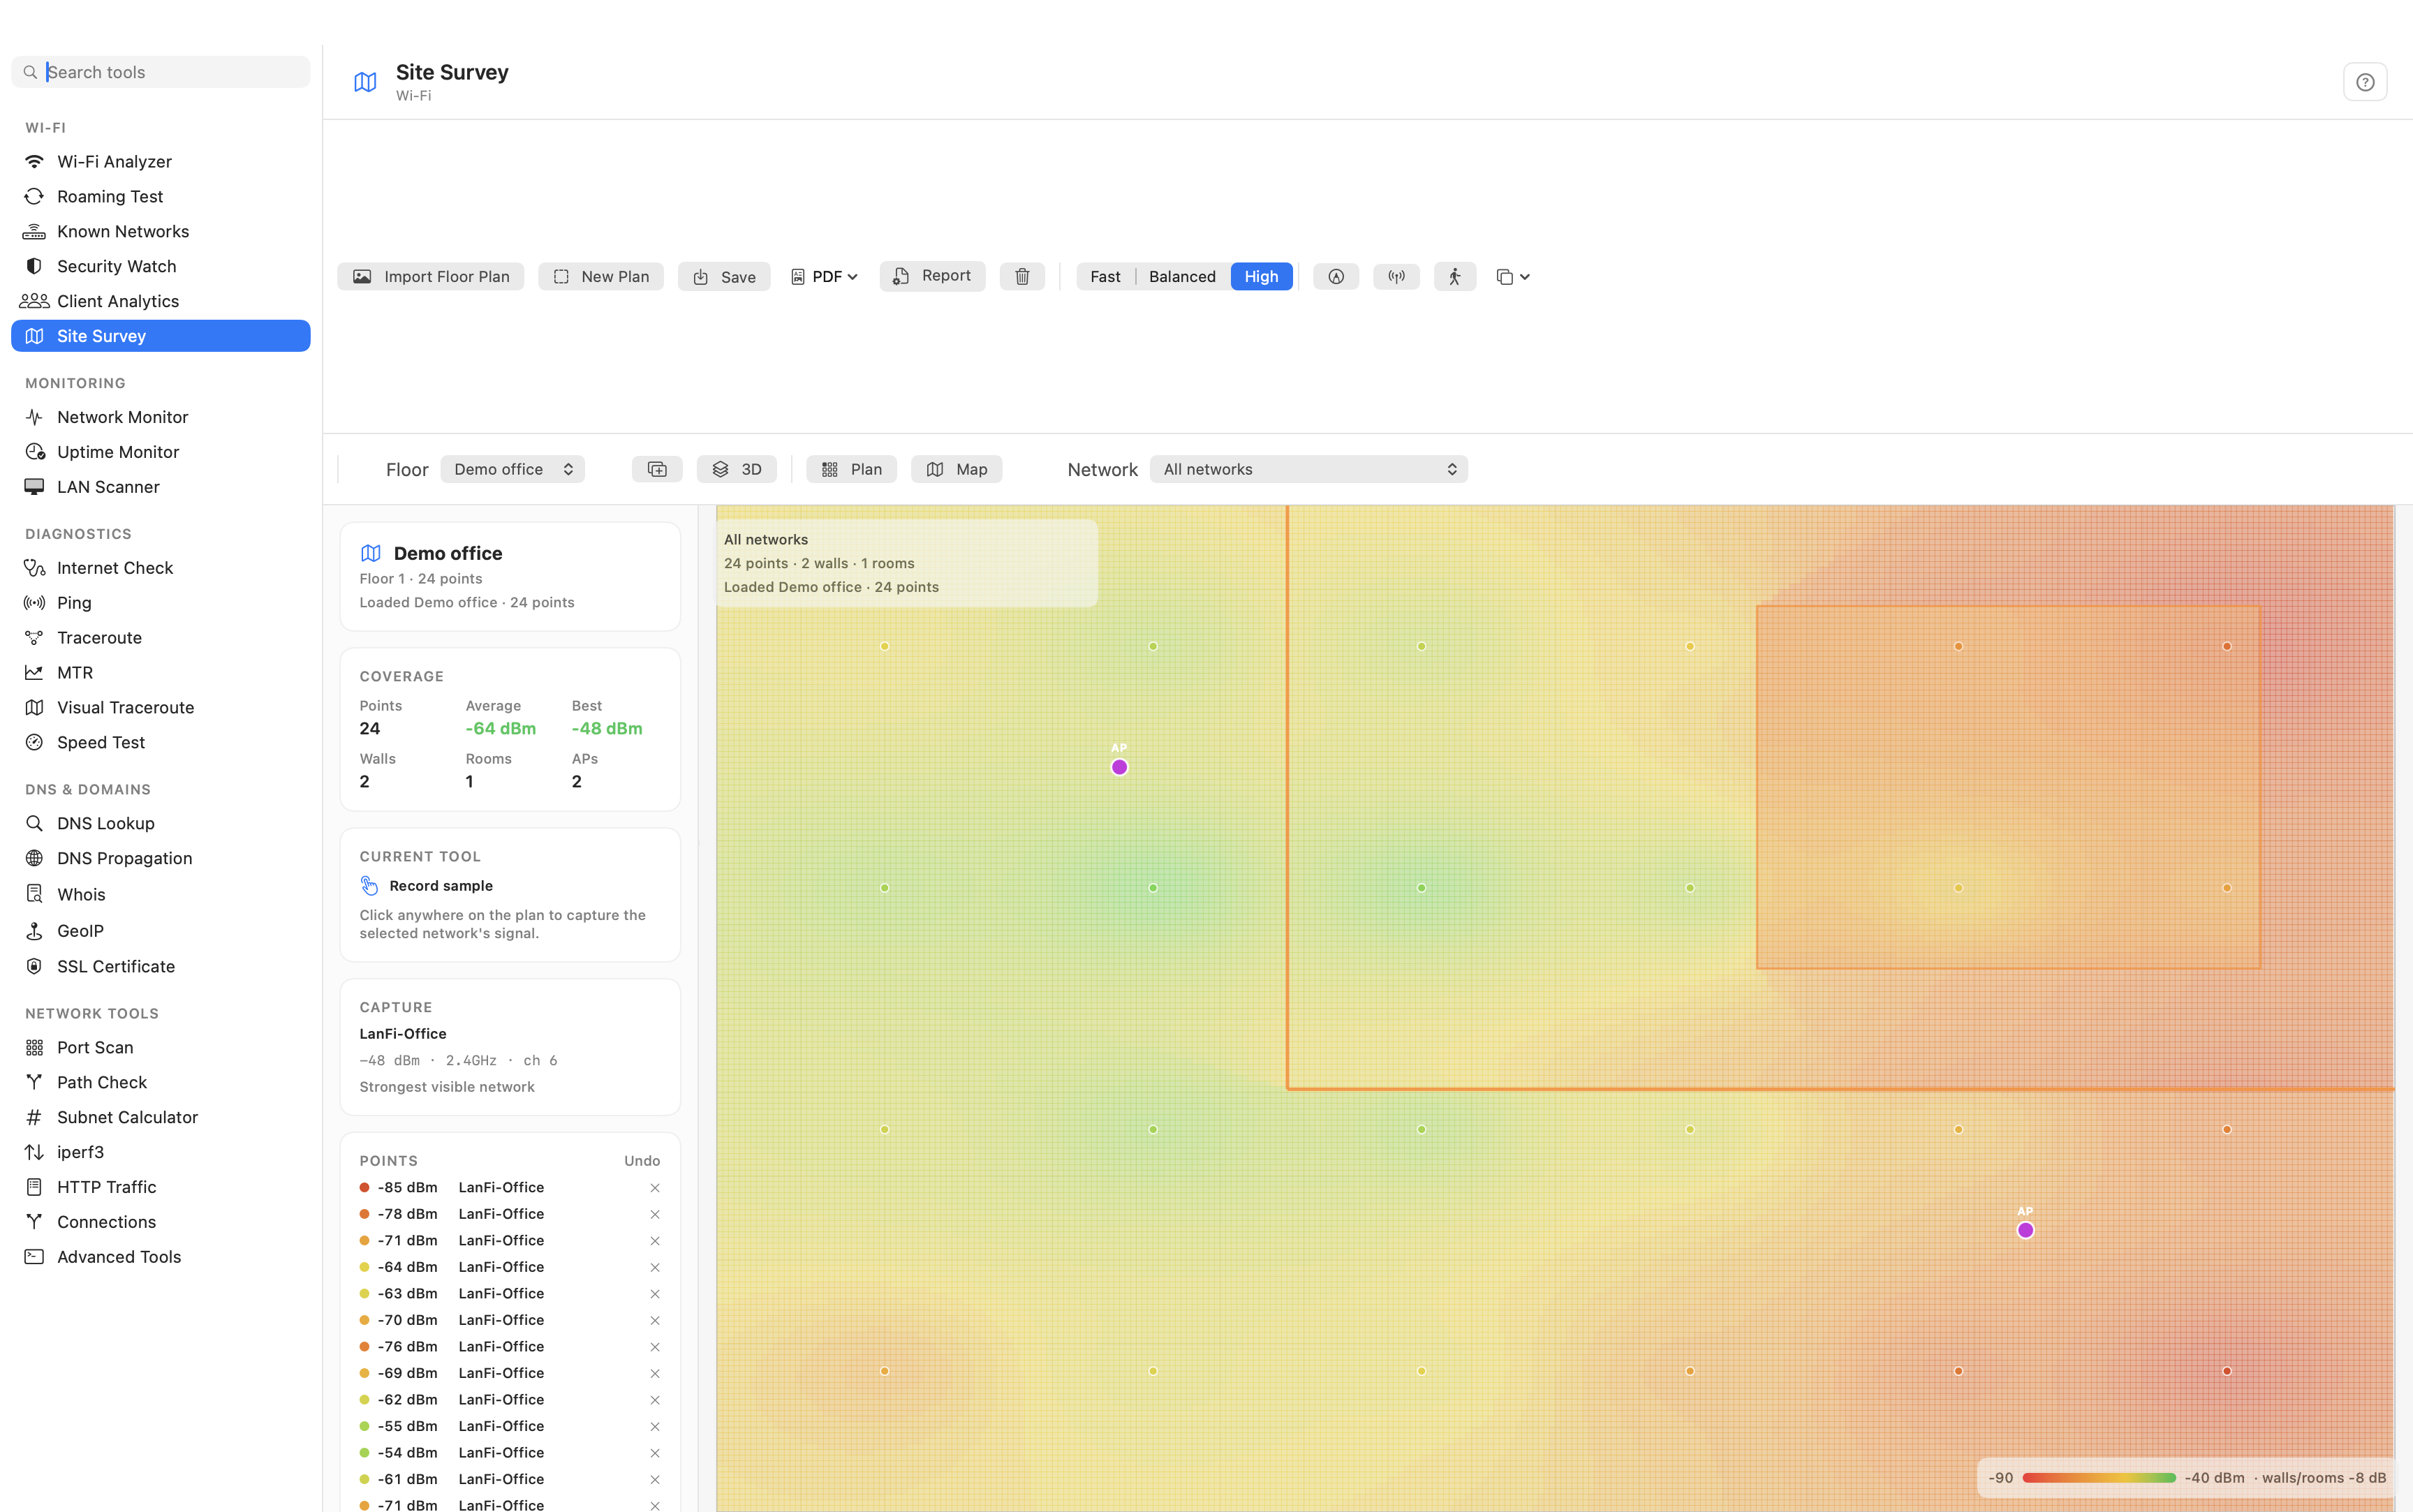 Search tools
WI-FI
Wi-Fi Analyzer
Roaming Test
Known Networks
Security Watch
Client Analytics
Site Survey
MONITORING
Network Monitor
Uptime Monitor
LAN Scanner
DIAGNOSTICS
Internet Check
Ping
Traceroute
MTR
Visual Traceroute
Speed Test
DNS & DOMAINS
DNS Lookup
DNS Propagation
Whois
GeoIP
SSL Certificate
NETWORK TOOLS
Port Scan
Path Check
Subnet Calculator
iperf3
HTTP Traffic
Connections
Advanced Tools
Site Survey
Wi-Fi
Import Floor Plan New Plan Save PDF Report Fast Balanced High
Floor Demo office 3D Plan Map Network All networks
Demo office
Floor 1 · 24 points
Loaded Demo office · 24 points
COVERAGE
Points Average Best
24 -64 dBm -48 dBm
Walls Rooms APs
2 1 2
CURRENT TOOL
Record sample
Click anywhere on the plan to capture the
selected network's signal.
CAPTURE
LanFi-Office
−48 dBm · 2.4GHz · ch 6
Strongest visible network
POINTS Undo
-85 dBm LanFi-Office
-78 dBm LanFi-Office
-71 dBm LanFi-Office
-64 dBm LanFi-Office
-63 dBm LanFi-Office
-70 dBm LanFi-Office
-76 dBm LanFi-Office
-69 dBm LanFi-Office
-62 dBm LanFi-Office
-55 dBm LanFi-Office
-54 dBm LanFi-Office
-61 dBm LanFi-Office
-71 dBm LanFi-Office
All networks
24 points · 2 walls · 1 rooms
Loaded Demo office · 24 points
AP
AP
-90 -40 dBm · walls/rooms -8 dB